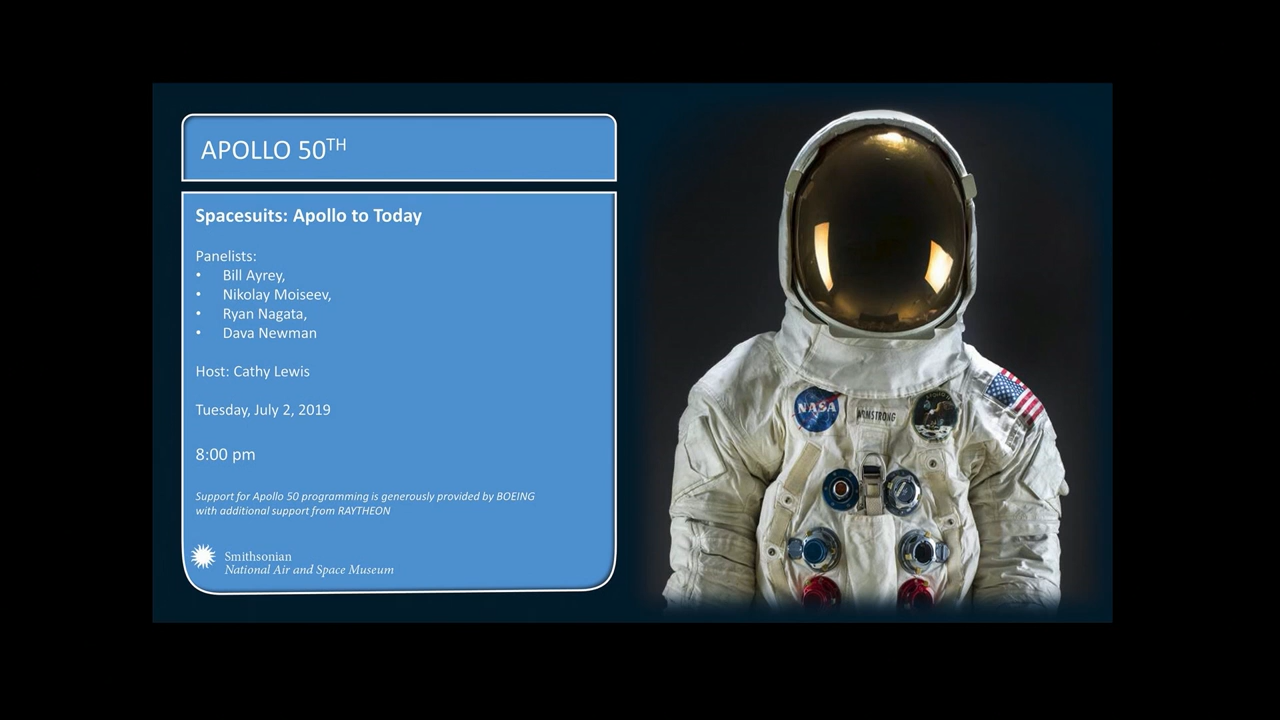 APOLLO 50TH
Spacesuits: Apollo to Today
Panelists:
• Bill Ayrey,
• Nikolay Moiseev,
• Ryan Nagata,
• Dava Newman
Host: Cathy Lewis
Tuesday, July 2, 2019
8:00 pm
Support for Apollo 50 programming is generously provided by BOEING
with additional support from RAYTHEON
Smithsonian
National Air and Space Museum
NASA
ARMSTRONG